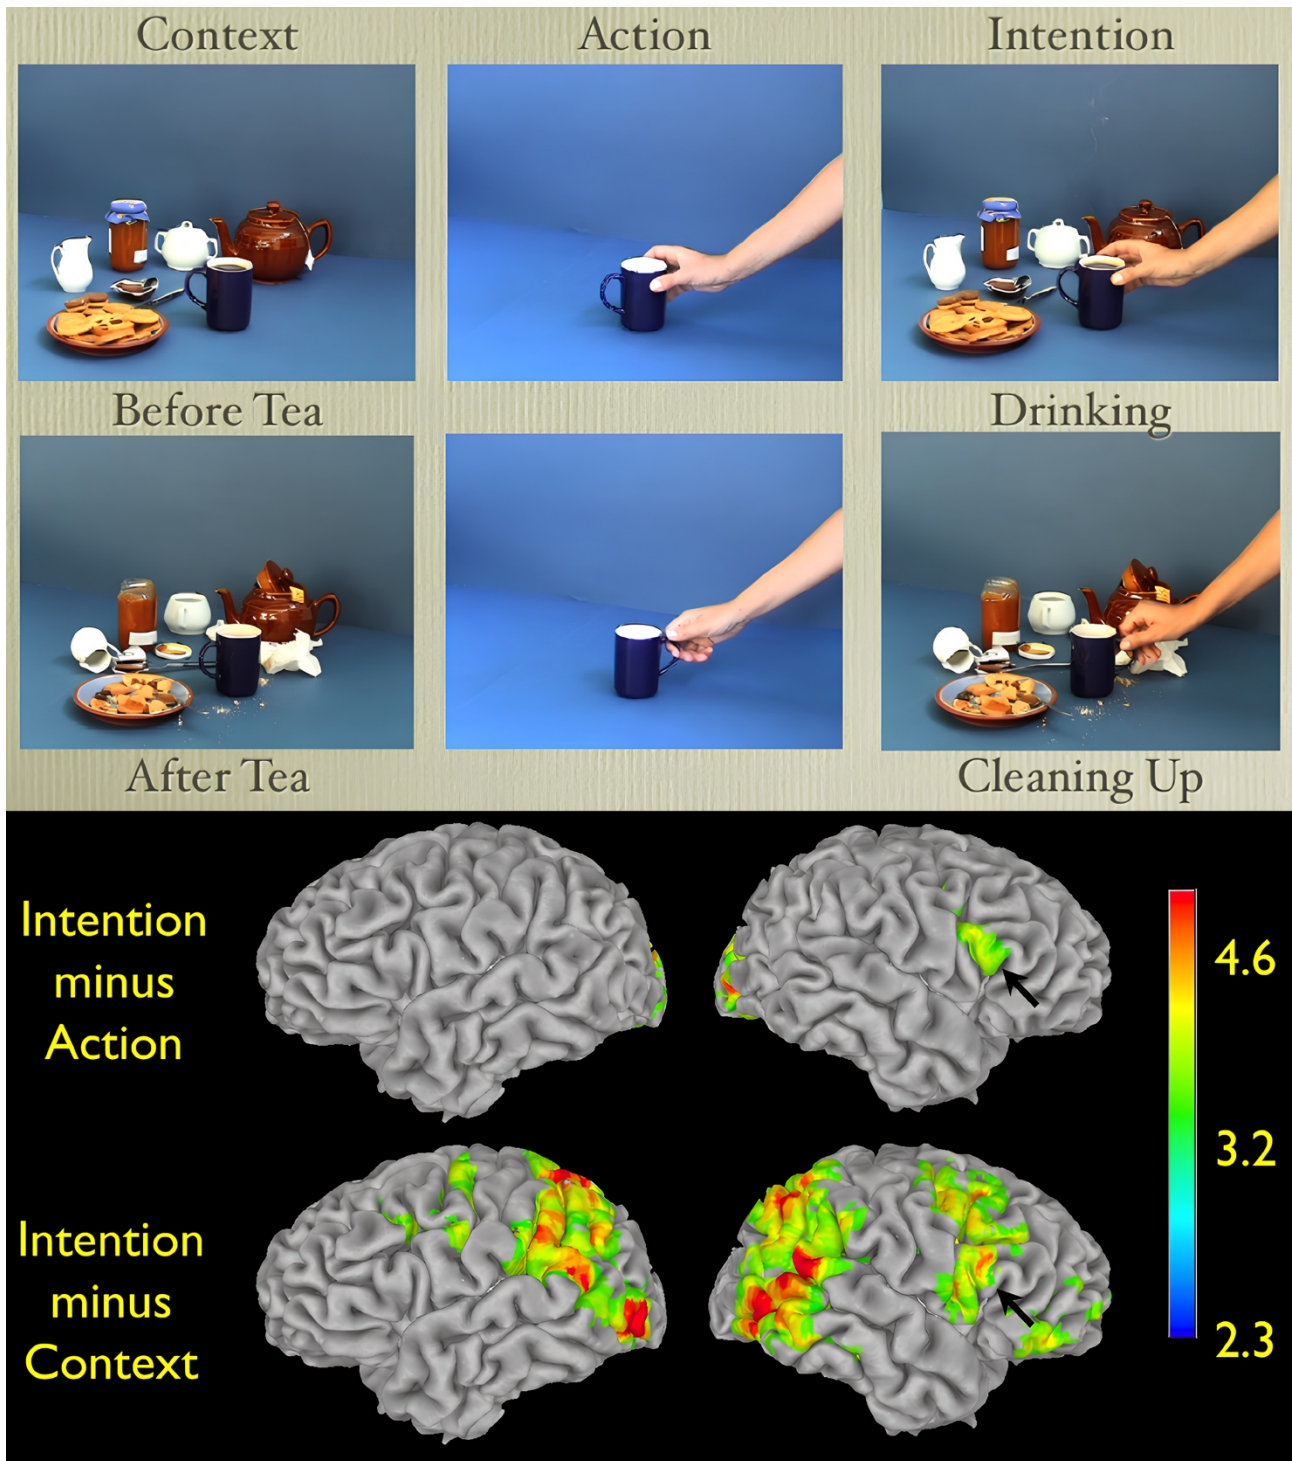 Context
Action
Intention
Before Tea
Drinking
After Tea
Cleaning Up
Intention
minus
Action
4.6
3.2
Intention
minus
Context
2.3